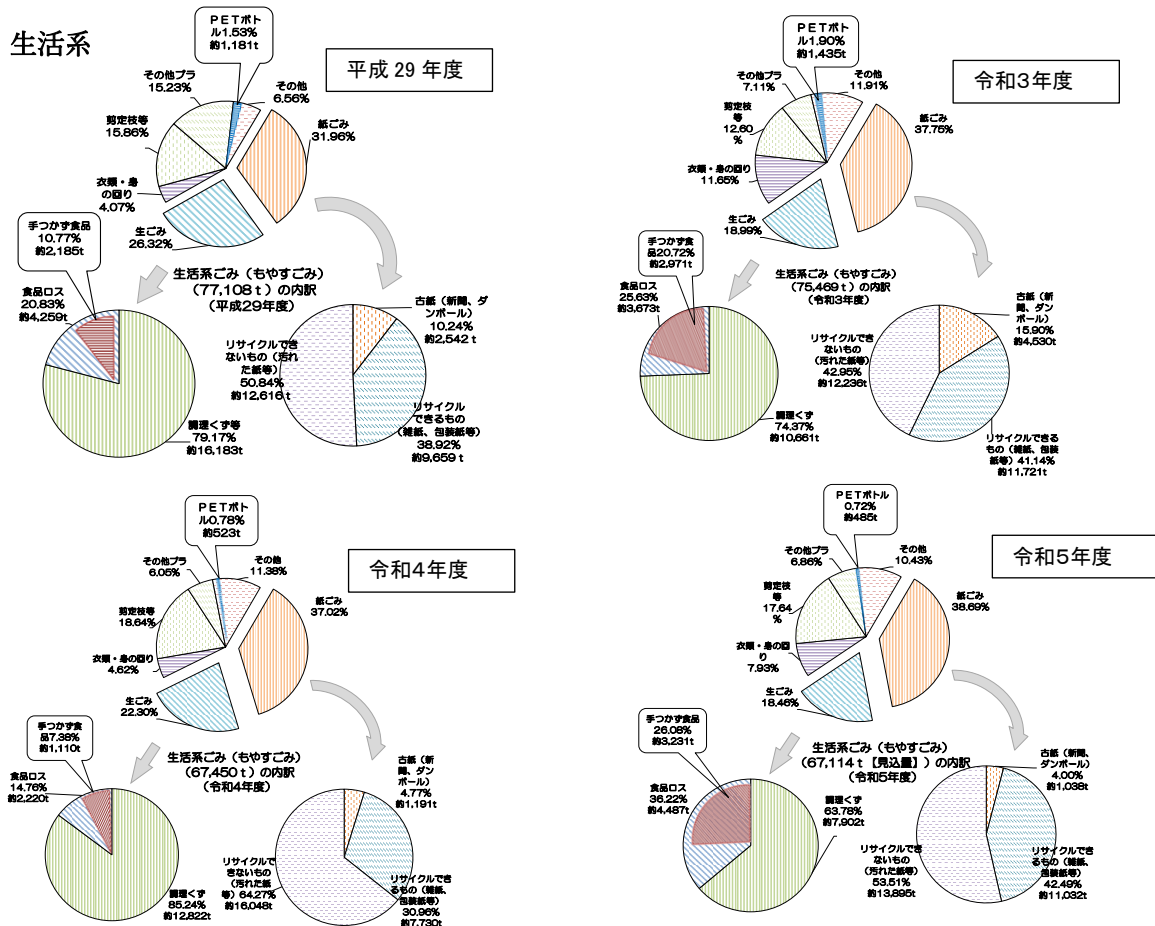 生活系
平成29年度
PETボト
ル1.53%
約1,181t
その他プラ
15.23%
その他
6.56%
剪定枝等
15.86%
紙ごみ
31.96%
衣類・身
の回り
4.07%
生ごみ
26.32%
手つかず食品
10.77%
約2,185t
食品ロス
20.83%
約4,259t
生活系ごみ（もやすごみ）
（77,108ｔ）の内訳
（平成29年度）
調理くず等
79.17%
約16,183t
古紙（新聞、ダ
ンボール）
10.24%
約2,542ｔ
リサイクルでき
ないもの（汚れ
た紙等）
50.84%
約12,616ｔ
リサイクル
できるもの
（雑紙、包装紙等）
38.92%
約9,659ｔ
令和3年度
PETボト
ル1.90%
約1,435t
その他プラ
7.11%
その他
11.91%
剪定枝等
12.60
%
紙ごみ
37.75%
衣類・身の回り
11.65%
生ごみ
18.99%
手つかず食
品20.72%
約2,971t
食品ロス
25.63%
約3,673t
生活系ごみ（もやすごみ）
（75,469ｔ）の内訳
（令和3年度）
調理くず
74.37%
約10,661t
古紙（新聞、ダン
ボール）
15.90%
約4,530t
リサイクルでき
ないもの（汚れ
た紙等）
42.95%
約12,236t
リサイクルできる
もの（雑紙、包装
紙等）41.14%
約11,721t
令和4年度
PETボト
ル0.78%
約523t
その他プラ
6.05%
その他
11.38%
剪定枝等
18.64%
紙ごみ
37.02%
衣類・身の回り
4.62%
生ごみ
22.30%
手つかず食
品7.38%
約1,110t
食品ロス
14.76%
約2,220t
生活系ごみ（もやすごみ）
（67,450ｔ）の内訳
（令和4年度）
調理くず
85.24%
約12,822t
古紙（新
聞、ダン
ボール）
4.77%
約1,191t
リサイクルで
きないもの
（汚れた紙
等）64.27%
約16,048t
リサイクルで
きるもの（雑紙、
包装紙等）
30.96%
約7,730t
令和5年度
PETボトル
0.72%
約485t
その他プラ
6.86%
その他
10.43%
剪定枝
等
17.64
%
紙ごみ
38.69%
衣類・身の回
り
7.93%
生ごみ
18.46%
手つかず食品
26.08%
約3,231t
食品ロス
36.22%
約4,487t
生活系ごみ（もやすごみ）
（67,114ｔ【見込量】）の内訳
（令和5年度）
調理くず
63.78%
約7,902t
古紙（新聞、
ダンボール）
4.00%
約1,038t
リサイクルでき
ないもの
（汚れた紙等）
53.51%
約13,895t
リサイクルでき
るもの（雑紙、
包装紙等）
42.49%
約11,032t